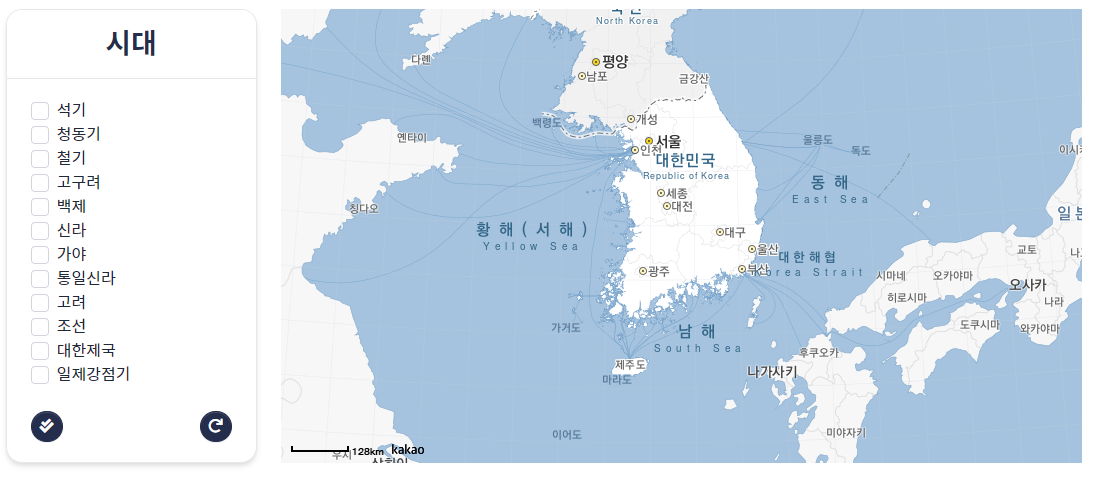 시대
석기
청동기
철기
고구려
백제
신라
가야
통일신라
고려
조선
대한제국
일제강점기
North Korea
다롄
평양
남포
금강산
백령도
개성
옌타이
서울
인천
대한민국
Republic of Korea
울릉도
독도
이시
세종
대전
동 해
East Sea
칭다오
황 해 ( 서 해 )
Yellow Sea
대구
울산
대한해협
orea Strait
부산
광주
일본
교토
나
시마네
오카야마
오사카
히로시마
나라
가거도
남 해
South Sea
도쿠시마
와카야마
후쿠오카
제주도
마라도
나가사키
이어도
미야자키
우시
상하이
128km
kakao